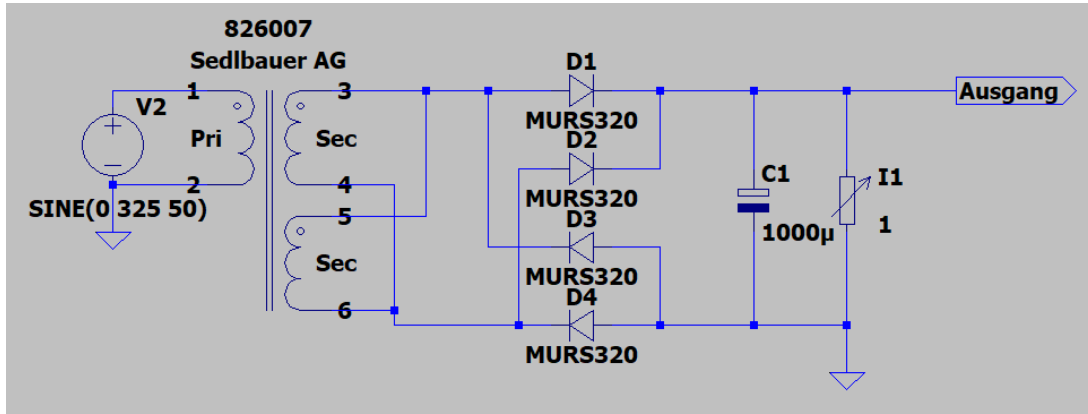 826007
Sedlbauer AG
V2
1
2
Pri
3
Sec
4
5
Sec
6
SINE(0 325 50)
D1
MURS320
D2
MURS320
D3
MURS320
D4
MURS320
C1
1000µ
I1
1
Ausgang